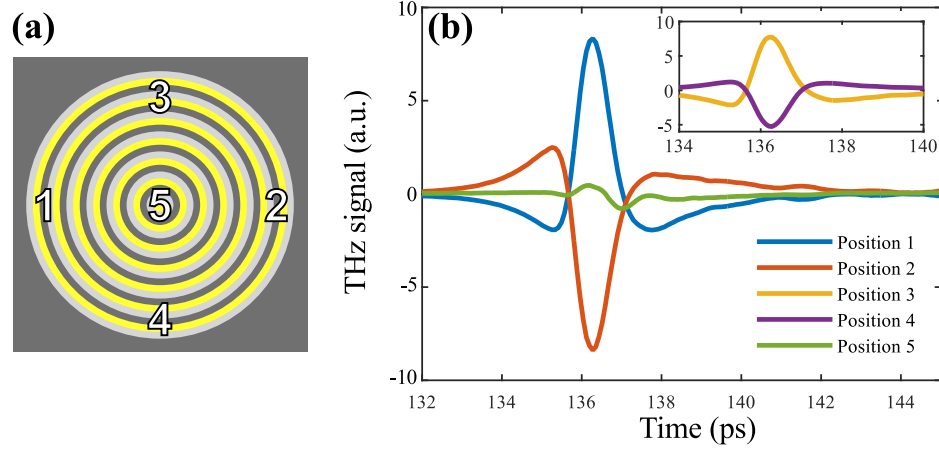 (a)
3
1
5
2
4
(b)
THz signal (a.u.)
10
5
0
-5
-10
132
134
136
138
140
142
144
Time (ps)
10
5
0
-5
134
136
138
140
Position 1
Position 2
Position 3
Position 4
Position 5